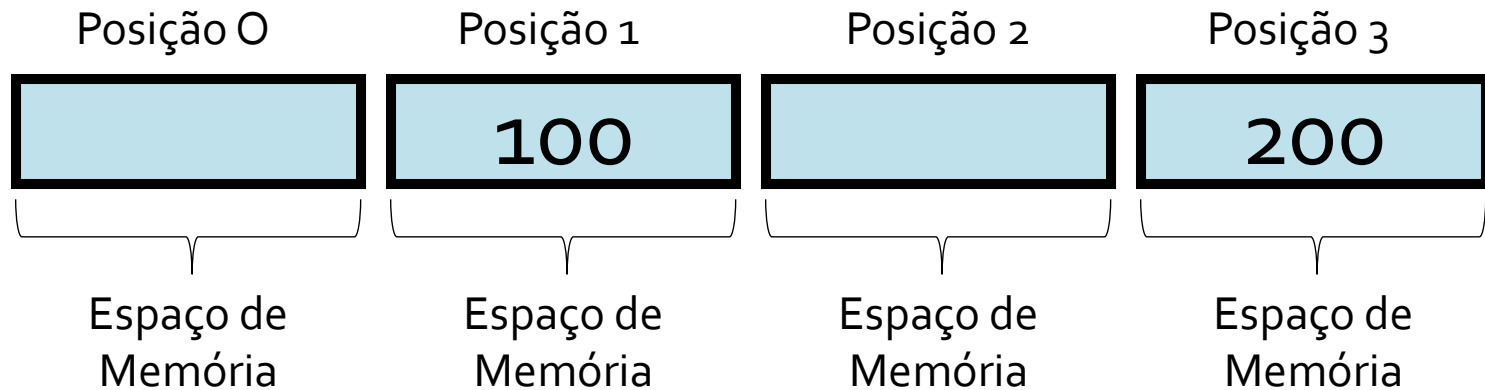 Posição 0
Posição 1
Posição 2
Posição 3
100
200
Espaço de
Memória
Espaço de
Memória
Espaço de
Memória
Espaço de
Memória